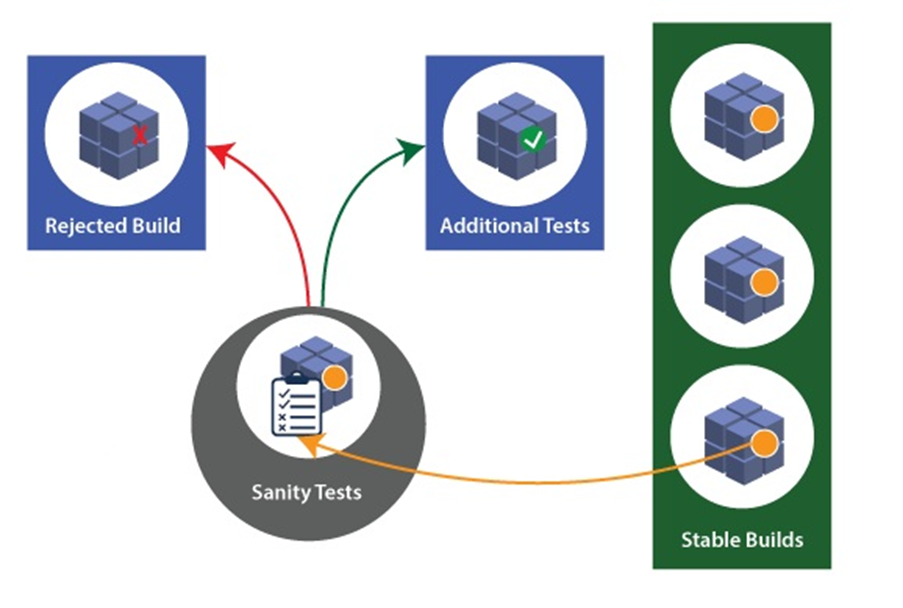 Rejected Build
Additional Tests
Sanity Tests
Stable Builds